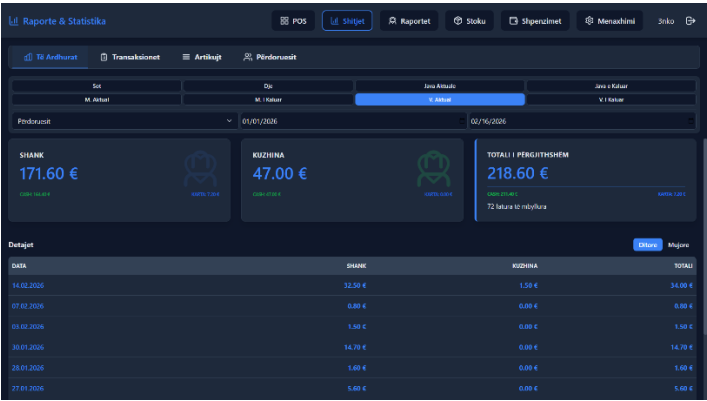 Raporte & Statistika
POS Shitjet Raportet Stoku Shpenzimet Menaxhimi 3nko
Të Ardhurat Transaksionet Artikujt Përdoruesit
Sot Dje Java Aktuale Java e Kaluar
M. Aktual M. I Kaluar V. Aktual V. I Kaluar
Përdoruesit 01/01/2026 02/16/2026
SHANK KUZHINA TOTALI I PËRGJITHSHËM
171.60 € 47.00 € 218.60 €
72 fatura të mbyllura
Detajet Ditore Mujore
DATA SHANK KUZHINA TOTALI
14.02.2026 32.50 € 1.50 € 34.00 €
07.02.2026 0.80 € 0.00 € 0.80 €
03.02.2026 1.50 € 0.00 € 1.50 €
30.01.2026 14.70 € 0.00 € 14.70 €
28.01.2026 1.60 € 0.00 € 1.60 €
27.01.2026 5.60 € 0.00 € 5.60 €